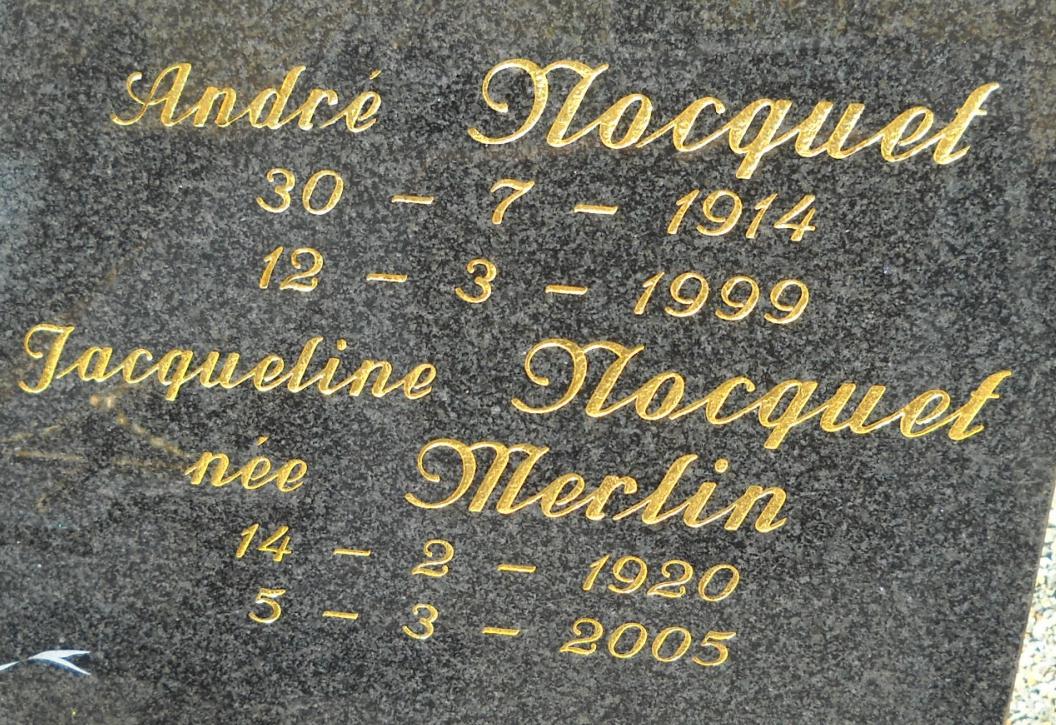 André Nocquet
30 - 7 - 1914
12 - 3 - 1999
Jacqueline Nocquet
née Merlin
14 - 2 - 1920
5 - 3 - 2005